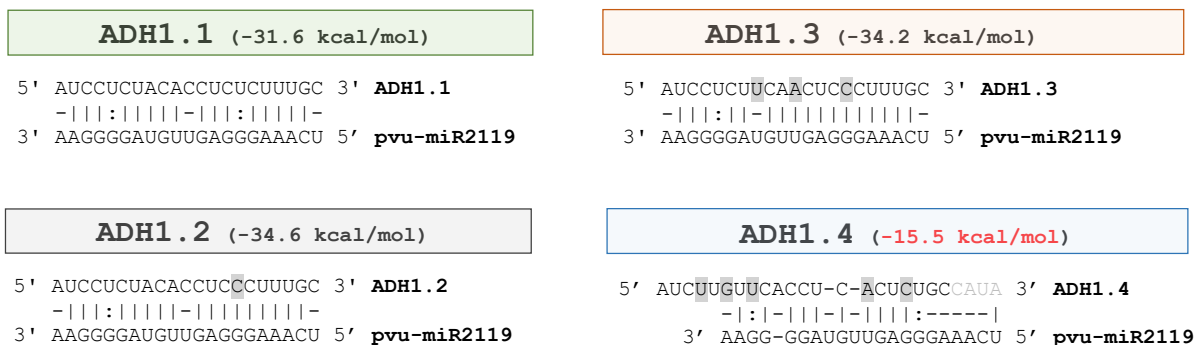 ADH1.1 (-31.6 kcal/mol)
5' AUCCUCUACACCUCUCUUUGC 3' ADH1.1
-|||:|||||-|||:|||||-
3' AAGGGGAUGUUGAGGGAAACU 5′ pvu-miR2119
ADH1.3 (-34.2 kcal/mol)
5' AUCCUCUUCAACUCCCUUUGC 3' ADH1.3
-|||:||-||||||||||||-
3' AAGGGGAUGUUGAGGGAAACU 5′ pvu-miR2119
ADH1.2 (-34.6 kcal/mol)
5' AUCCUCUACACCUCCCUUUGC 3' ADH1.2
-|||:|||||-|||||||||-
3' AAGGGGAUGUUGAGGGAAACU 5′ pvu-miR2119
ADH1.4 (-15.5 kcal/mol)
5′ AUCUUGUUCACCU-C-ACUCUGCCAUA 3′ ADH1.4
-|:|-|||-|-||||:-----|
3′ AAGG-GGAUGUUGAGGGAAACU 5′ pvu-miR2119